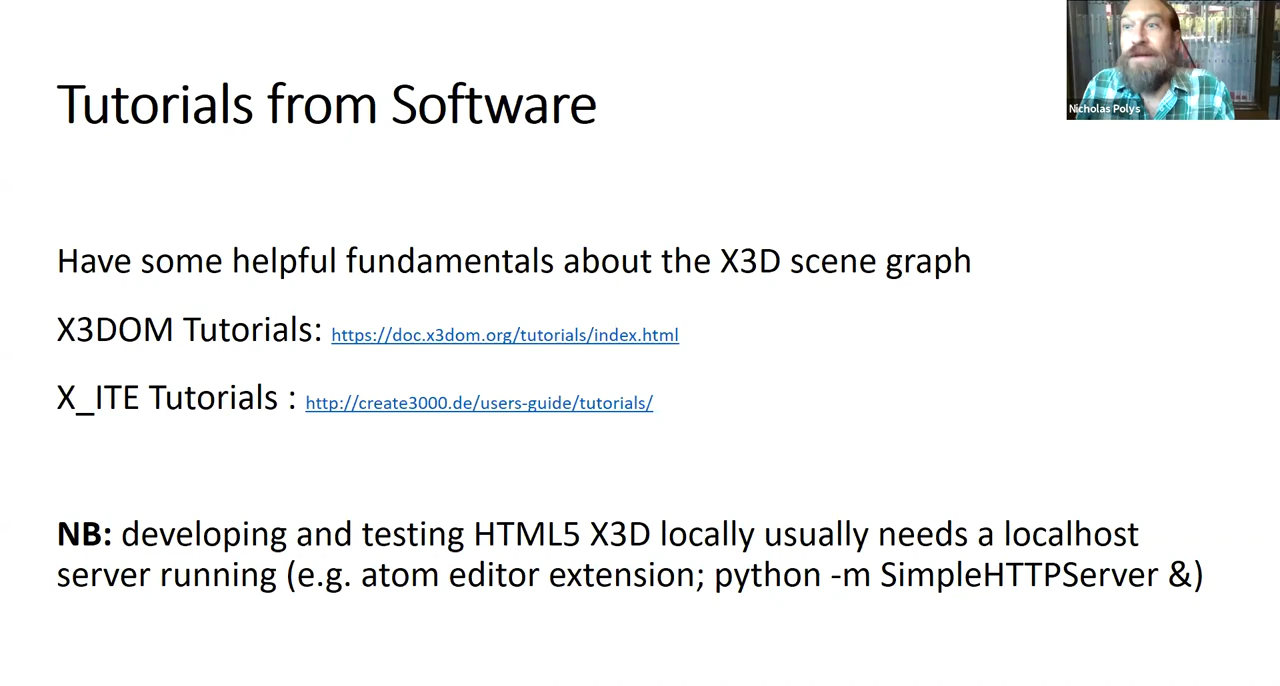 Tutorials from Software
Nicholas Polys
Have some helpful fundamentals about the X3D scene graph
X3DOM Tutorials: https://doc.x3dom.org/tutorials/index.html
X_ITE Tutorials : http://create3000.de/users-guide/tutorials/
NB: developing and testing HTML5 X3D locally usually needs a localhost
server running (e.g. atom editor extension; python -m SimpleHTTPServer &)